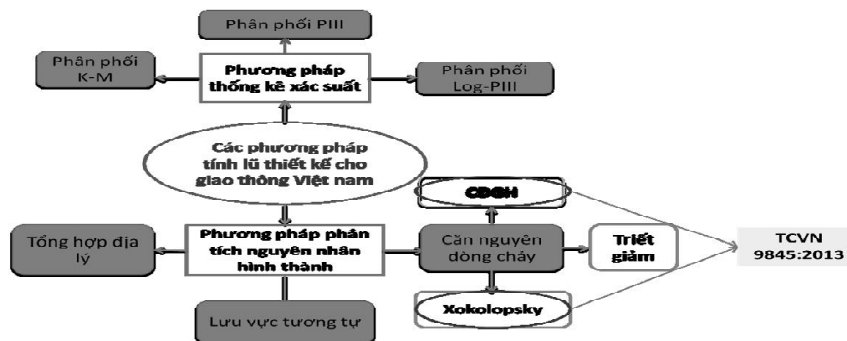 Phân phối PIII
Phân phối
K-M
Phương pháp
thống kê xác suất
Phân phối
Log-PIII
Các phương pháp
tính lũ thiết kế cho
giao thông Việt nam
CĐGH
Tổng hợp địa
lý
Phương pháp phân
tích nguyên nhân
hình thành
Căn nguyên
dòng chảy
Triết
giảm
TCVN
9845:2013
Lưu vực tương tự
Xokolopsky